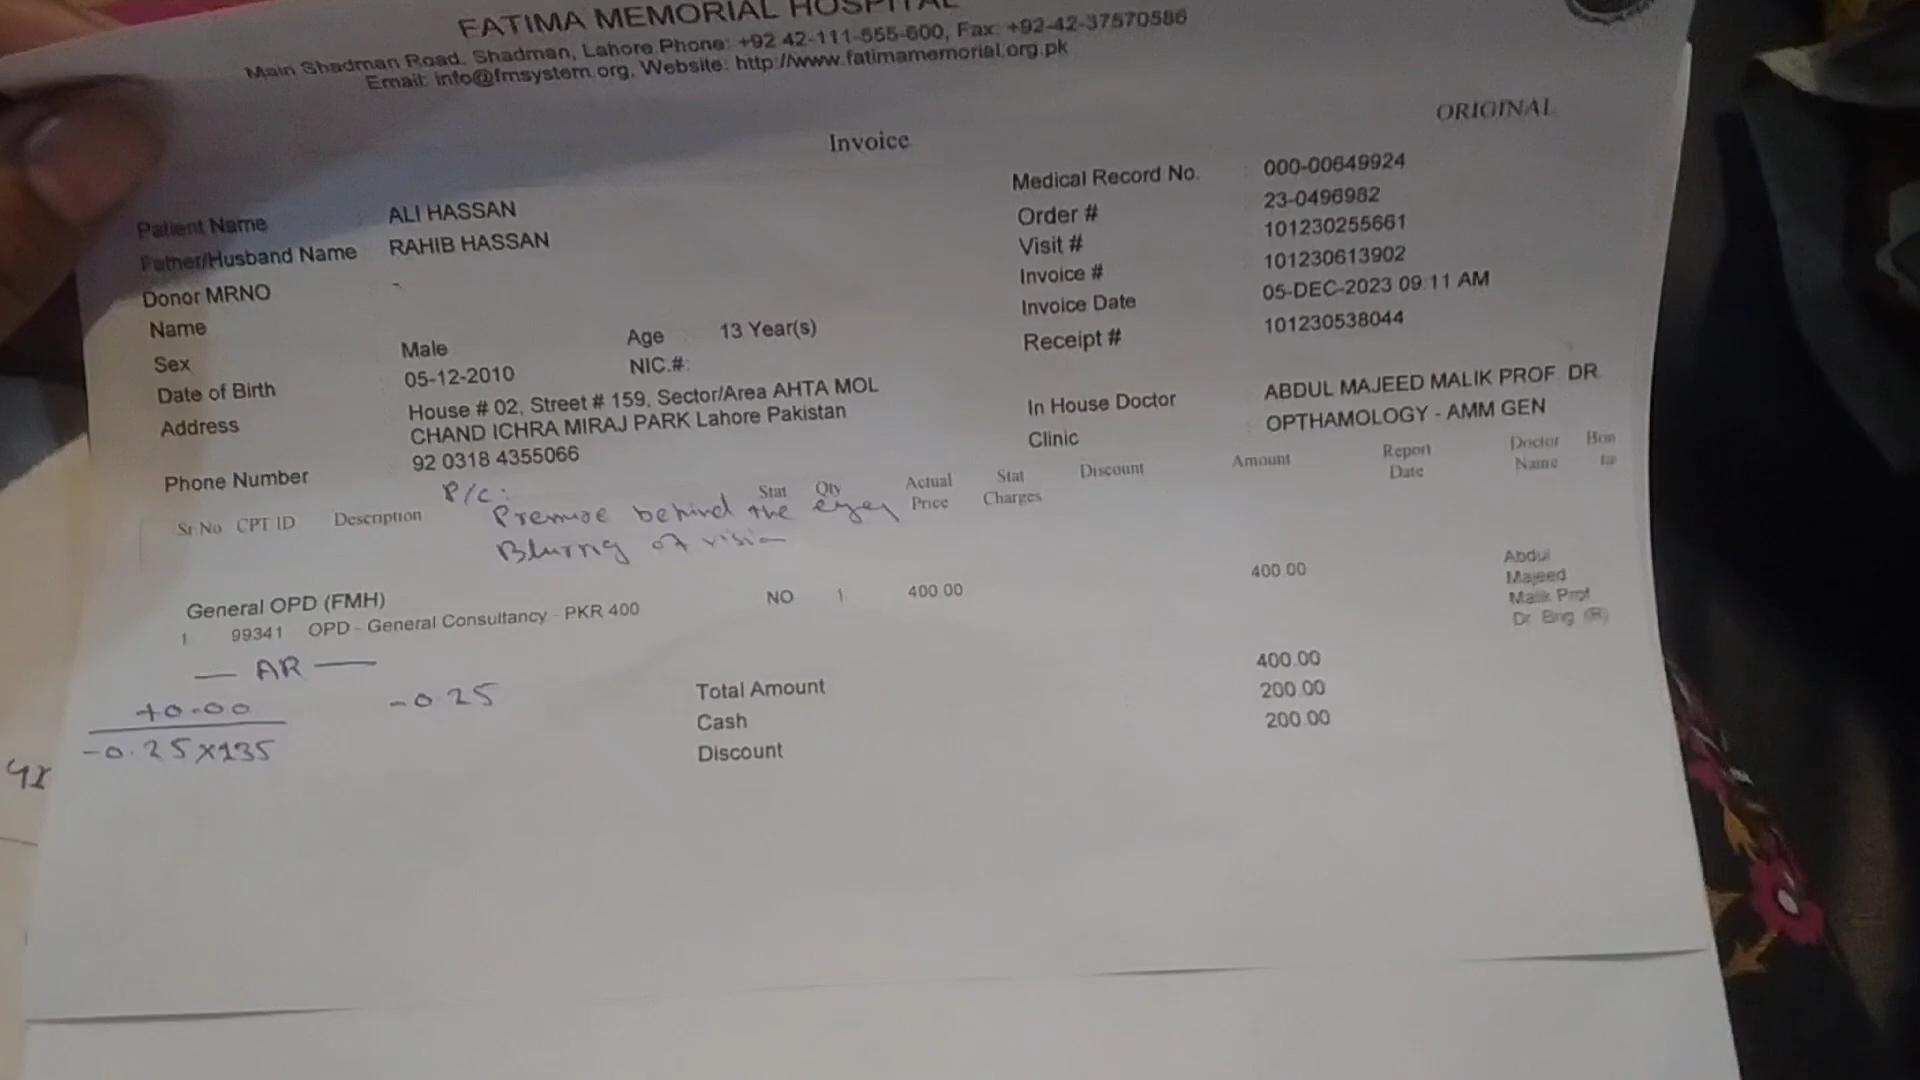 FATIMA MEMORIAL HOSPITAL
Main Shadman Road, Shadman, Lahore.Phone: +92 42-111-555-600, Fax: +92-42-37570586
Email: info@fmsystem.org, Website: http://www.fatimamemorial.org.pk
ORIGINAL
Invoice
Patient Name ALI HASSAN
Father/Husband Name RAHIB HASSAN
Donor MRNO -
Name
Sex Male Age 13 Year(s)
Date of Birth 05-12-2010 NIC.#:
Address House # 02, Street # 159, Sector/Area AHTA MOL
CHAND ICHRA MIRAJ PARK Lahore Pakistan
Phone Number 92 0318 4355066
Medical Record No. 000-00649924
Order # 23-0496982
Visit # 101230255661
Invoice # 101230613902
Invoice Date 05-DEC-2023 09:11 AM
Receipt # 101230538044
In House Doctor ABDUL MAJEED MALIK PROF. DR.
Clinic OPTHAMOLOGY - AMM GEN
Sr.No CPT ID Description Stat Qty Actual Price Stat Charges Discount Amount Report Date Doctor Name
P/C:
behind the eyes
Blurring of vision
General OPD (FMH)
1 99341 OPD - General Consultancy - PKR 400 NO 1 400.00 400.00 Abdul
Majeed
Malik Prof
Dr Brig (R)
— AR —
+0.00 -0.25
-0.25x135
Total Amount 400.00
Cash 200.00
Discount 200.00